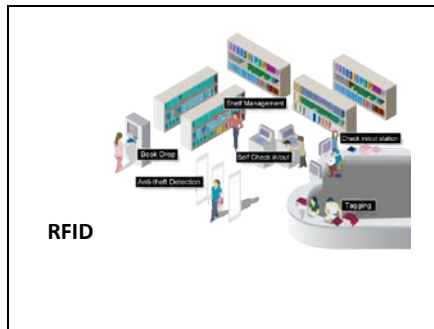 Shelf Management
Check in/out station
Book Drop
Self Check in/out
Anti-theft Detection
Tagging
RFID